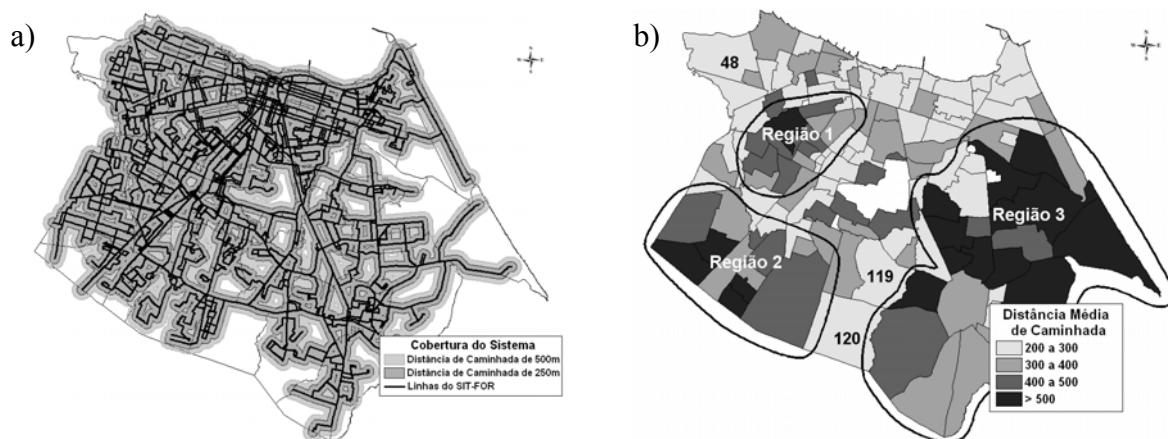 a)
N
W E
S
Cobertura do Sistema
Distância de Caminhada de 500m
Distância de Caminhada de 250m
Linhas do SIT-FOR
b)
N
W E
S
48
Região 1
Região 3
Região 2
119
120
Distância Média
de Caminhada
200 a 300
300 a 400
400 a 500
> 500